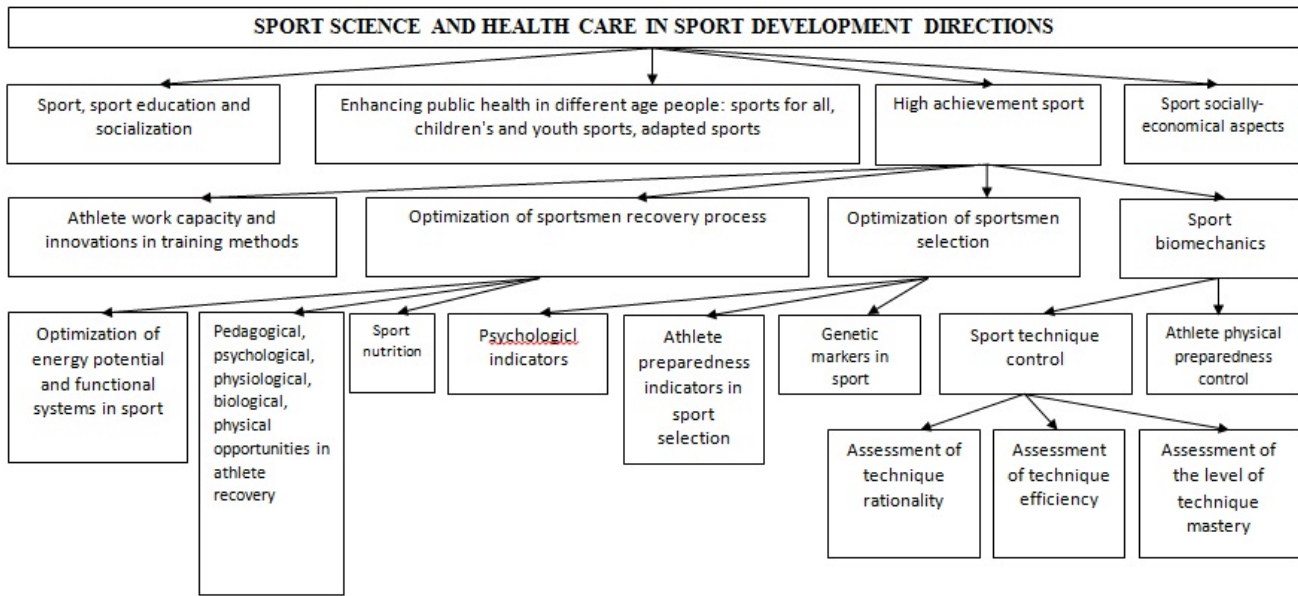 SPORT SCIENCE AND HEALTH CARE IN SPORT DEVELOPMENT DIRECTIONS
Sport, sport education and
socialization
Enhancing public health in different age people: sports for all,
children's and youth sports, adapted sports
High achievement sport
Sport socially-
economical aspects
Athlete work capacity and
innovations in training methods
Optimization of sportsmen recovery process
Optimization of sportsmen
selection
Sport
biomechanics
Optimization of
energy potential
and functional
systems in sport
Pedagogical,
psychological,
physiological,
biological,
physical
opportunities in
athlete
recovery
Sport
nutrition
Psychologicl
indicators
Athlete
preparedness
indicators in
sport
selection
Genetic
markers in
sport
Sport technique
control
Athlete physical
preparedness
control
Assessment of
technique
rationality
Assessment
of technique
efficiency
Assessment of
the level of
technique
mastery